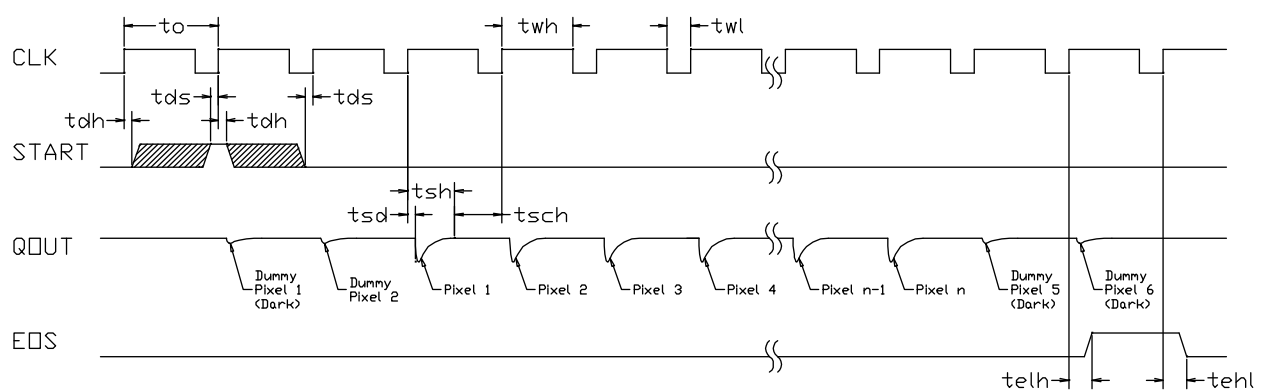 to
twh
twl
CLK
tds
tds
tdh
tdh
START
tsh
tsd
tsch
QOUT
Dummy
Pixel 1
(Dark)
Dummy
Pixel 2
Pixel 1
Pixel 2
Pixel 3
Pixel 4
Pixel n-1
Pixel n
Dummy
Pixel 5
(Dark)
Dummy
Pixel 6
(Dark)
EOS
telh
tehl